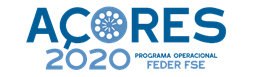 AÇORES
2020 PROGRAMA OPERACIONAL
FEDER FSE